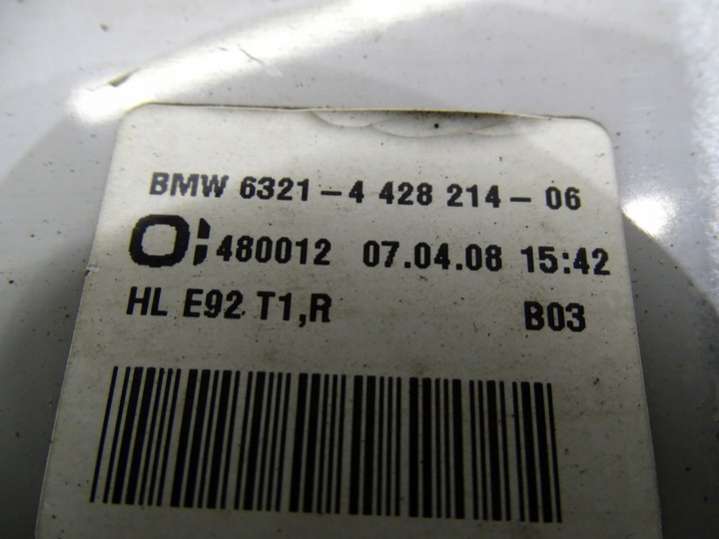 BMW 6321-4 428 214-06
480012 07.04.08 15:42
HL E92 T1,R B03